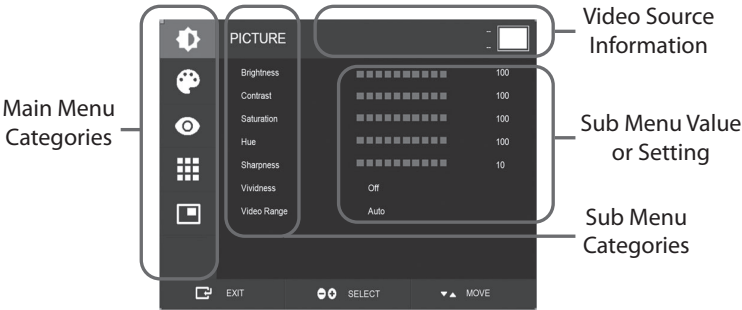 Video Source
Information
PICTURE
Main Menu
Categories
Brightness 100
Contrast 100
Saturation 100
Hue 100
Sharpness 10
Vividness Off
Video Range Auto
Sub Menu Value
or Setting
Sub Menu
Categories
EXIT SELECT MOVE